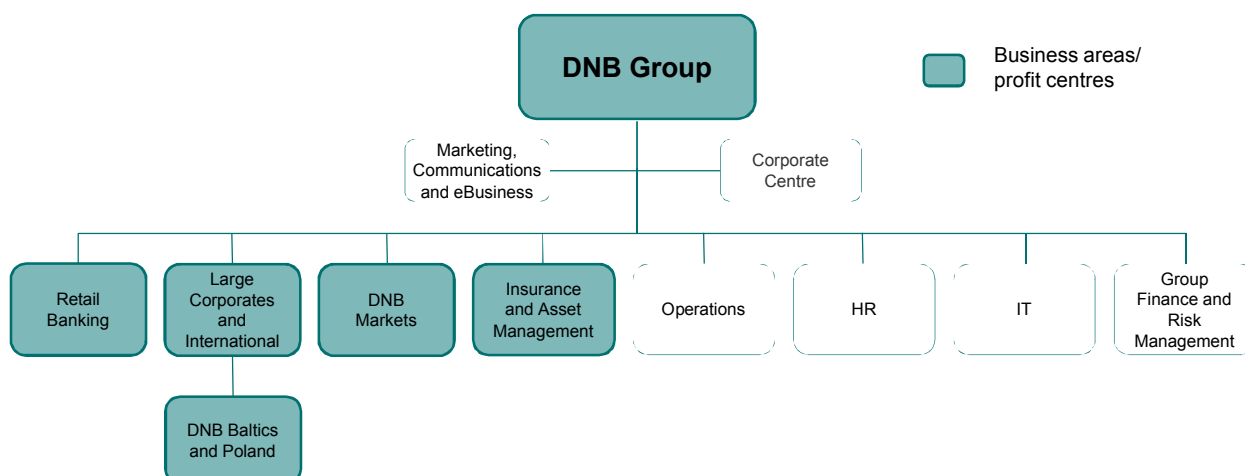 DNB Group
Business areas/
profit centres
Marketing,
Communications
and eBusiness
Corporate
Centre
Retail
Banking
Large
Corporates
and
International
DNB
Markets
Insurance
and Asset
Management
Operations
HR
IT
Group
Finance and
Risk
Management
DNB Baltics
and Poland